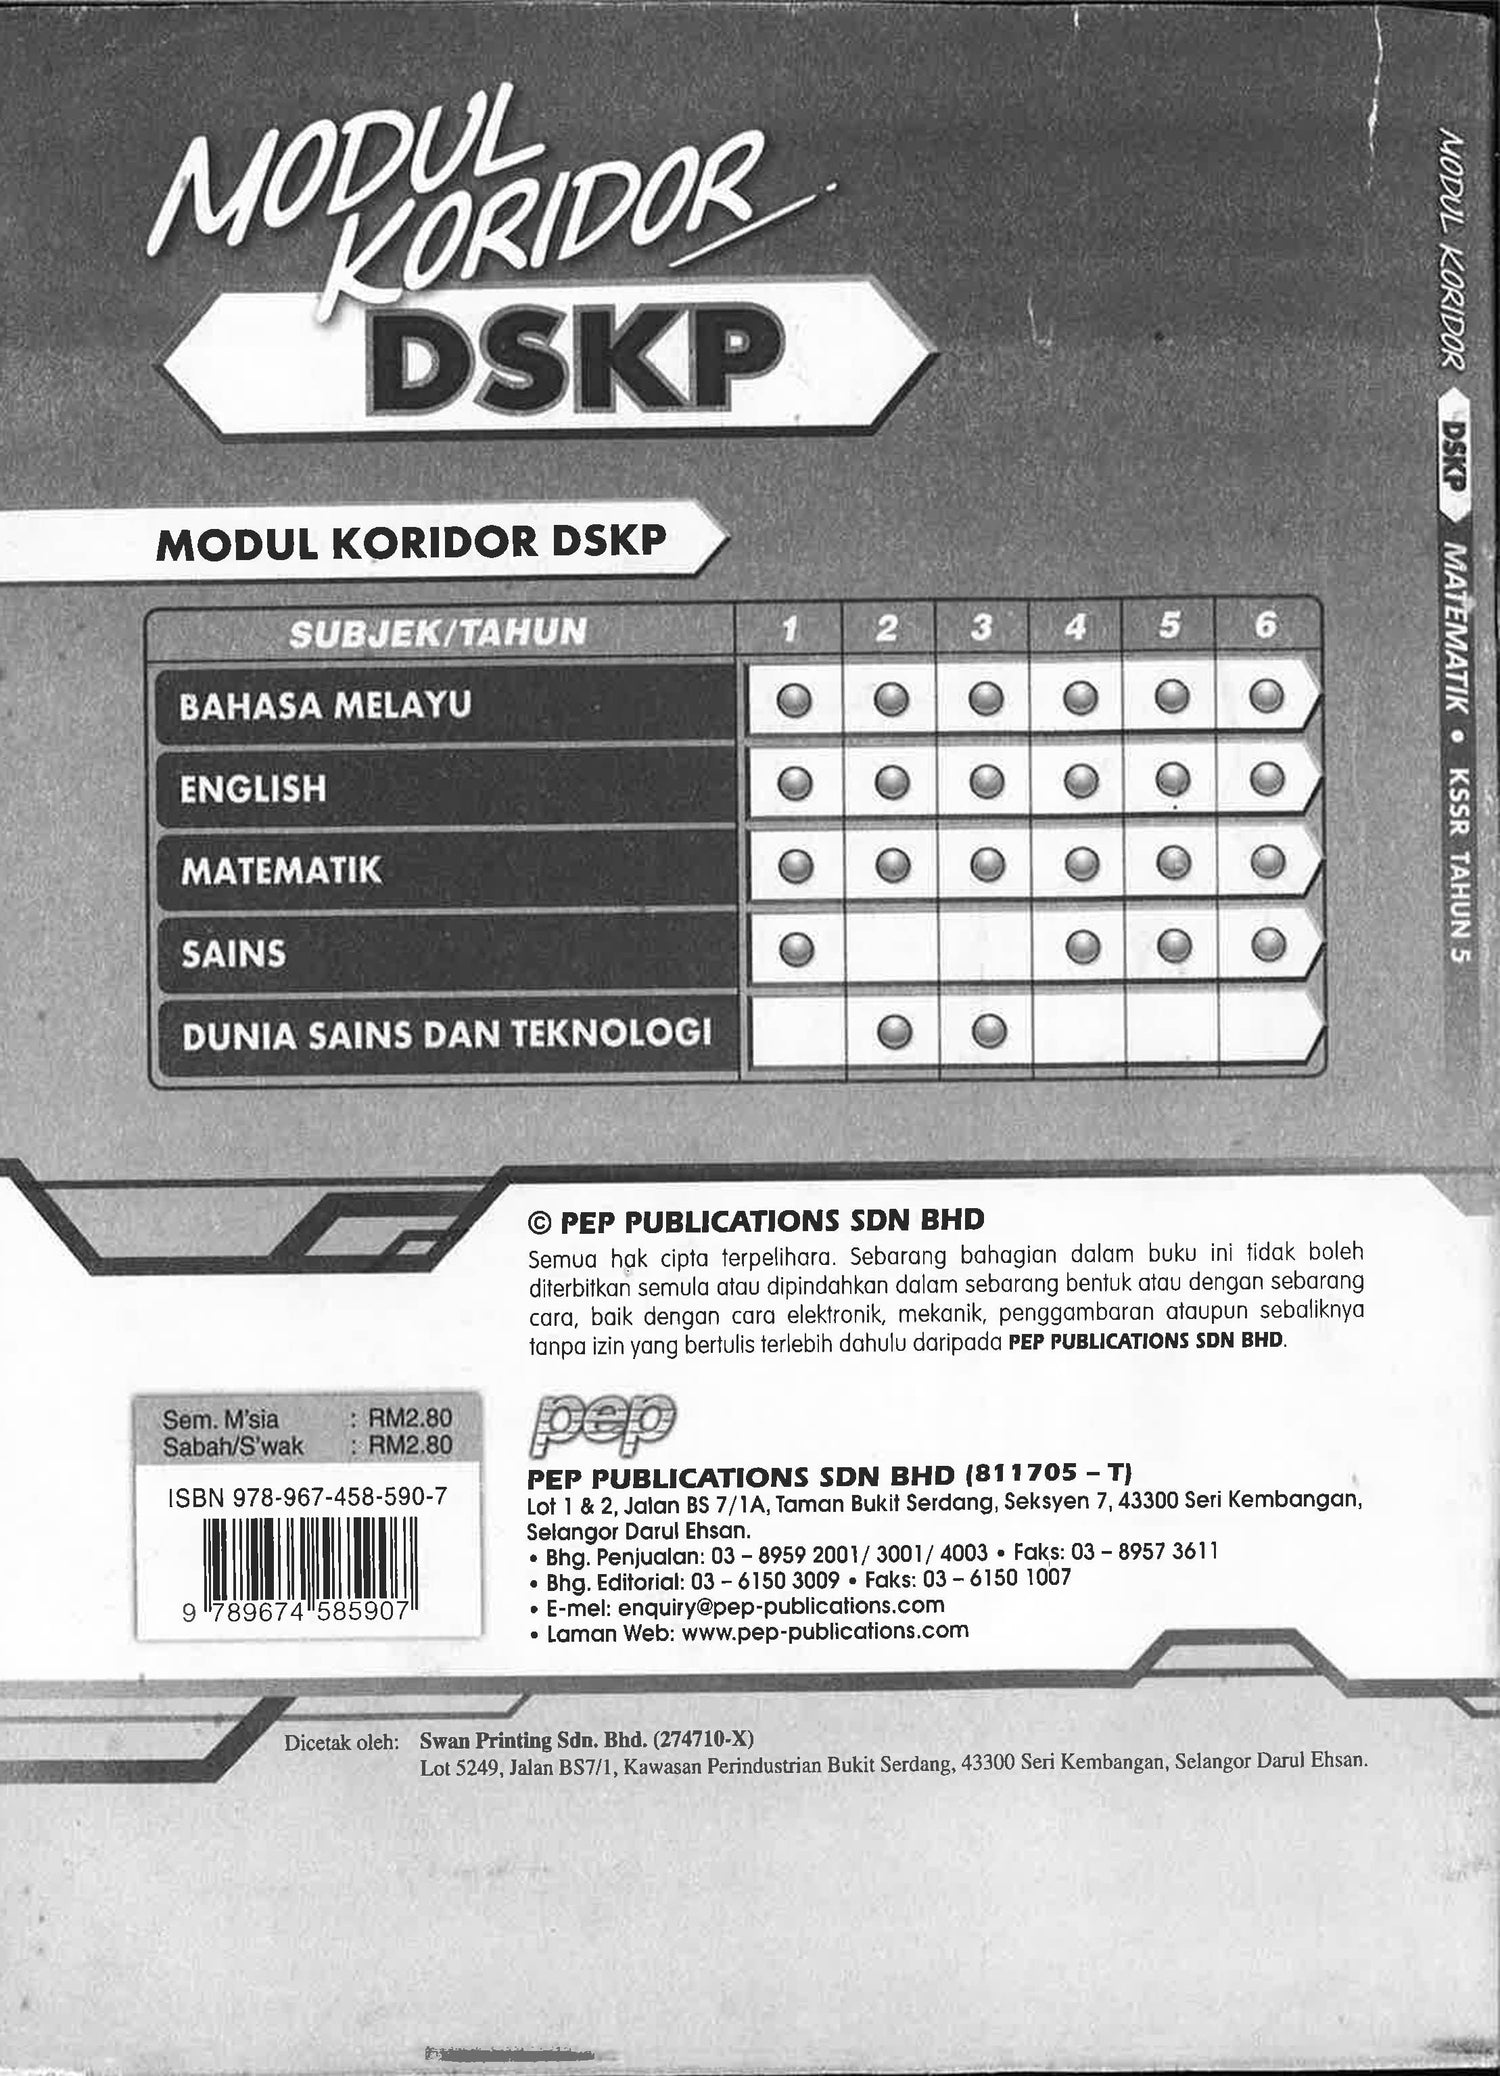 MODUL
KORIDOR
DSKP
MODUL KORIDOR DSKP
SUBJEK/TAHUN 1 2 3 4 5 6
BAHASA MELAYU
ENGLISH
MATEMATIK
SAINS
DUNIA SAINS DAN TEKNOLOGI
© PEP PUBLICATIONS SDN BHD
Semua hak cipta terpelihara. Sebarang bahagian dalam buku ini tidak boleh
diterbitkan semula atau dipindahkan dalam sebarang bentuk atau dengan sebarang
cara, baik dengan cara elektronik, mekanik, penggambaran ataupun sebaliknya
tanpa izin yang bertulis terlebih dahulu daripada PEP PUBLICATIONS SDN BHD.
Sem. M'sia : RM2.80
Sabah/S'wak : RM2.80
ISBN 978-967-458-590-7
9 789674 585907
pep
PEP PUBLICATIONS SDN BHD (811705 – T)
Lot 1 & 2, Jalan BS 7/1A, Taman Bukit Serdang, Seksyen 7, 43300 Seri Kembangan,
Selangor Darul Ehsan.
• Bhg. Penjualan: 03 – 8959 2001/ 3001/ 4003 • Faks: 03 – 8957 3611
• Bhg. Editorial: 03 – 6150 3009 • Faks: 03 – 6150 1007
• E-mel: enquiry@pep-publications.com
• Laman Web: www.pep-publications.com
Dicetak oleh: Swan Printing Sdn. Bhd. (274710-X)
Lot 5249, Jalan BS7/1, Kawasan Perindustrian Bukit Serdang, 43300 Seri Kembangan, Selangor Darul Ehsan.
MODUL KORIDOR DSKP MATEMATIK • KSSR TAHUN 5